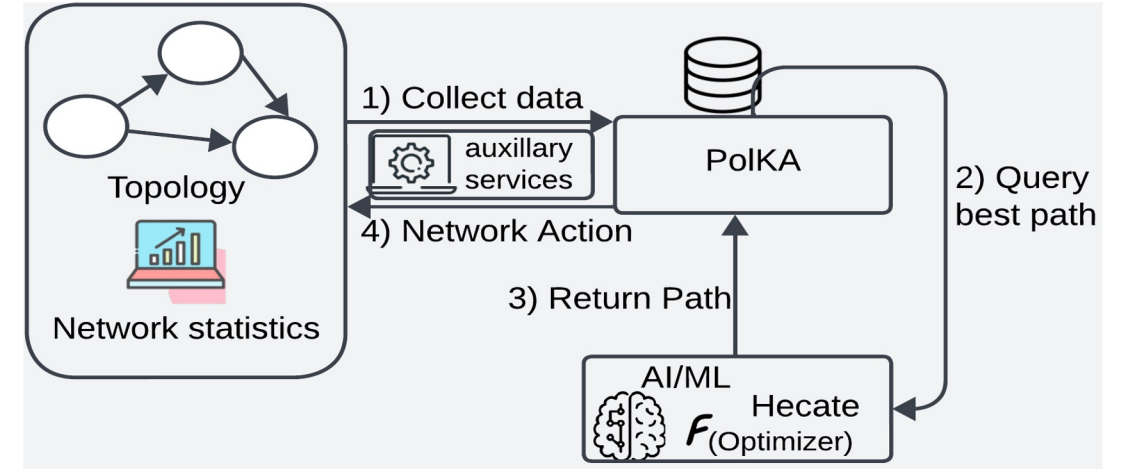 1) Collect data
auxillary
services
4) Network Action
Topology
Network statistics
PolKA
2) Query
best path
3) Return Path
AI/ML
Hecate
F(Optimizer)